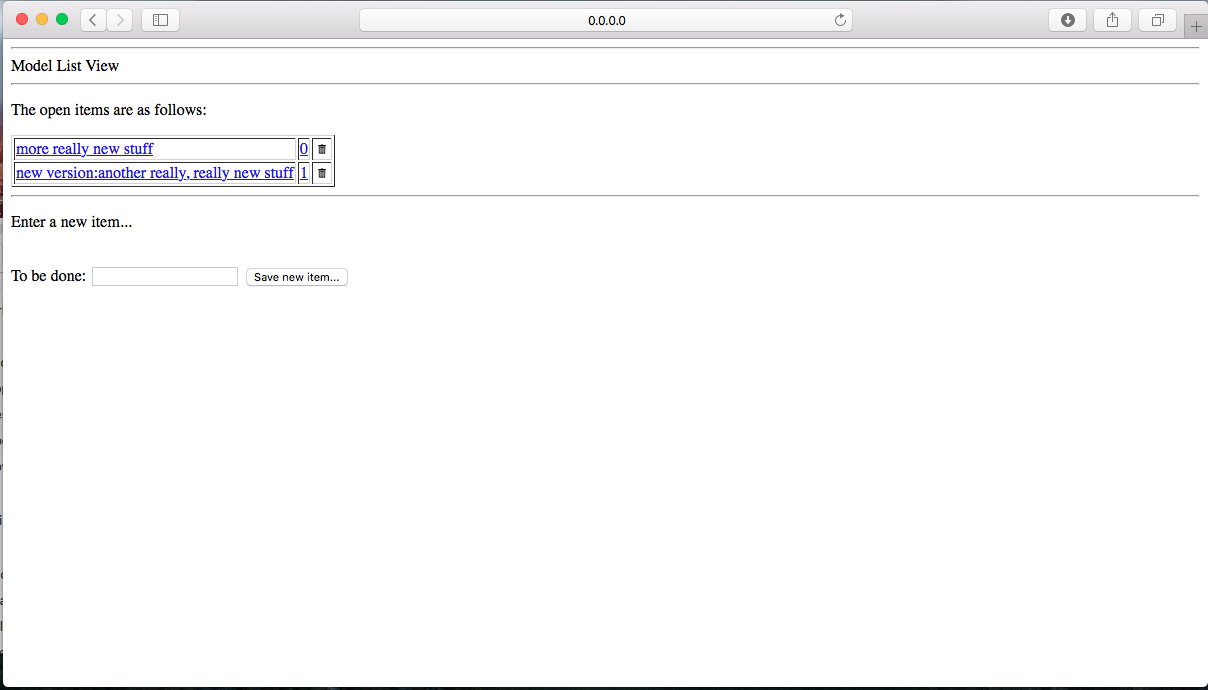 0.0.0.0
Model List View
The open items are as follows:
more really new stuff 0
new version:another really, really new stuff 1
Enter a new item...
To be done: Save new item...